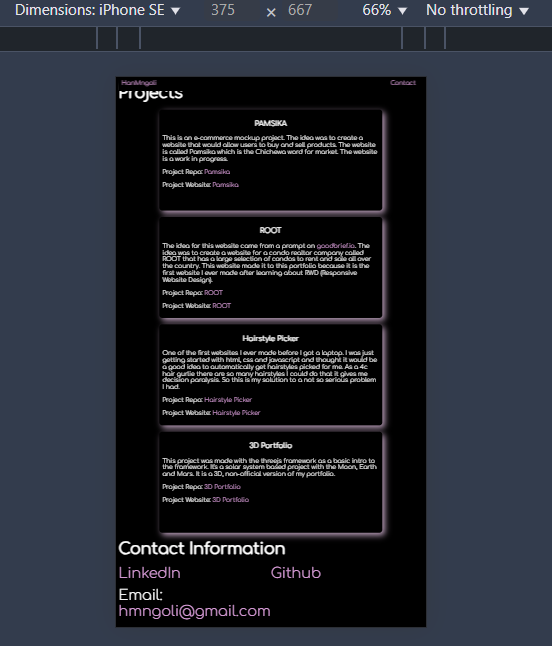 Dimensions: iPhone SE ▼ 375 × 667 66% ▼ No throttling ▼
HanMngoli Contact
Projects
PAMSIKA
This is an e-commerce mockup project. The idea was to create a
website that would allow users to buy and sell products. The website
is called Pamsika which is the Chichewa word for market. The website
is a work in progress.
Project Repo: Pamsika
Project Website: Pamsika
ROOT
The idea for this website came from a prompt on goodbrief.io. The
idea was to create a website for a condo realtor company called
ROOT that has a large selection of condos to rent and sale all over
the country. This website made it to this portfolio because it is the
first website I ever made after learning about RWD (Responsive
Website Design).
Project Repo: ROOT
Project Website: ROOT
Hairstyle Picker
One of the first websites I ever made before I got a laptop. I was just
getting started with html, css and javascript and thought it would be
a good idea to automatically get hairstyles picked for me. As a 4c
hair gurlie there are so many hairstyles I could do that it gives me
decision paralysis. So this is my solution to a not so serious problem
I had.
Project Repo: Hairstyle Picker
Project Website: Hairstyle Picker
3D Portfolio
This project was made with the threejs framework as a basic intro to
the framework. It's a solar system based project with the Moon, Earth
and Mars. It is a 3D, non-official version of my portfolio.
Project Repo: 3D Portfolio
Project Website: 3D Portfolio
Contact Information
LinkedIn Github
Email:
hmngoli@gmail.com